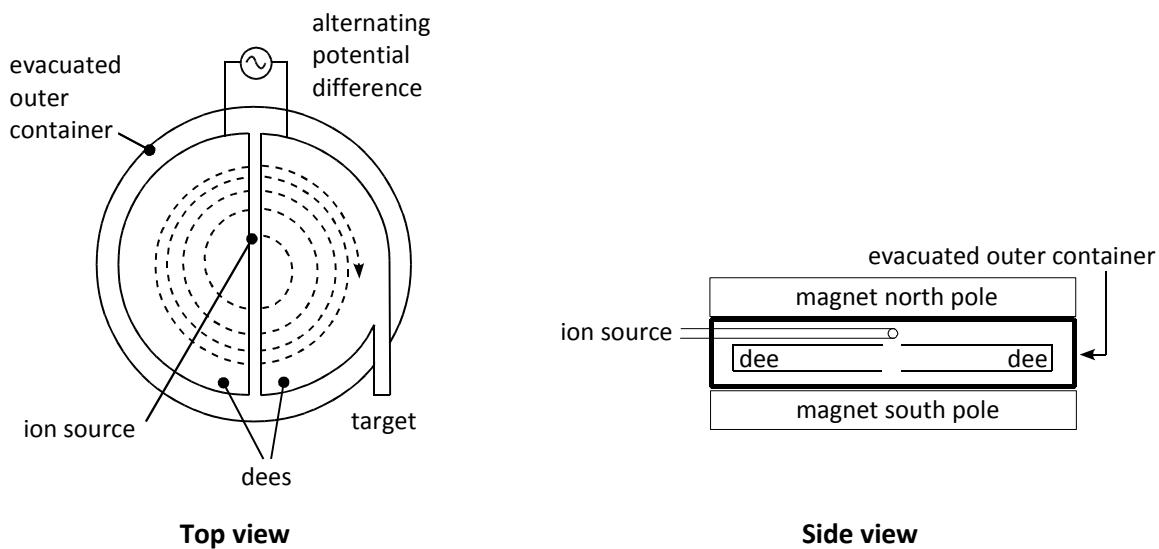 alternating
potential
difference
evacuated
outer
container
ion source
target
dees
Top view
evacuated outer container
magnet north pole
ion source
dee
dee
magnet south pole
Side view